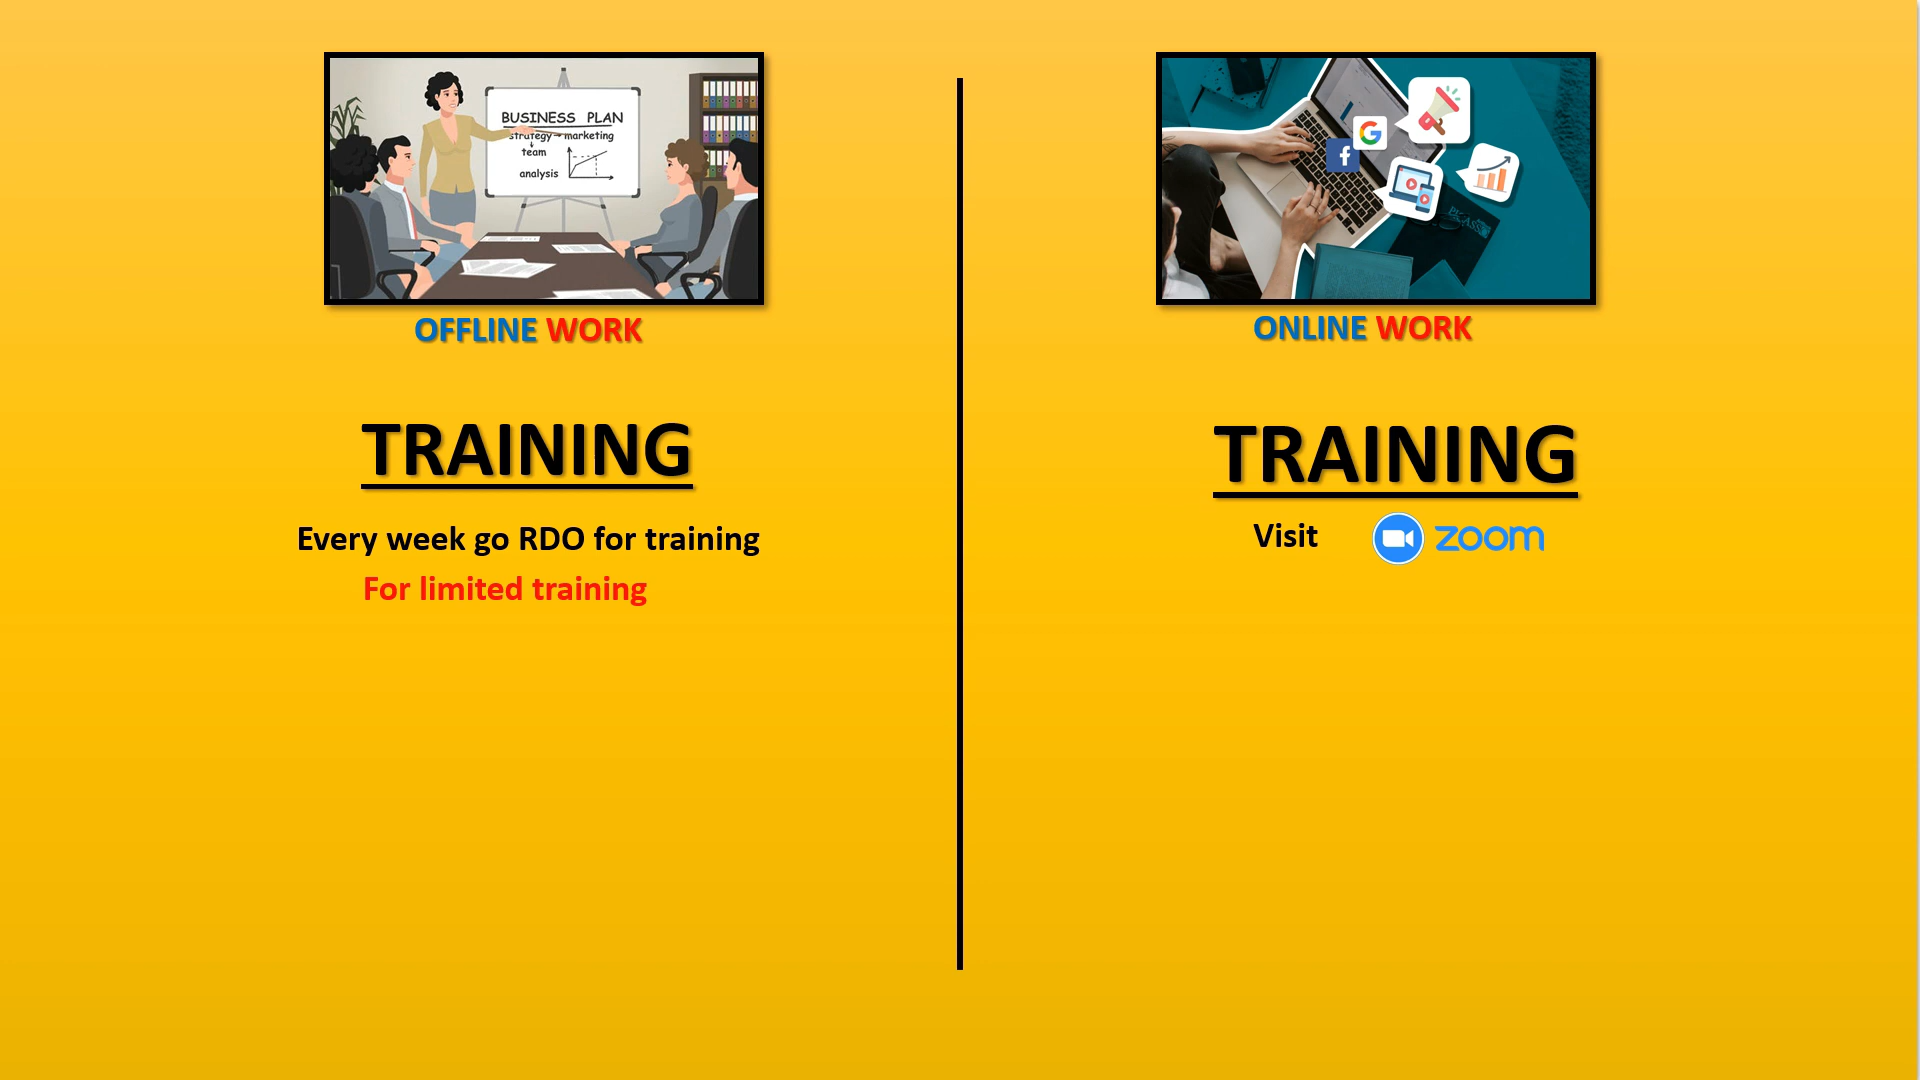 BUSINESS PLAN
strategy → marketing
team
analysis
OFFLINE WORK
TRAINING
Every week go RDO for training
For limited training
G
f
ONLINE WORK
TRAINING
Visit zoom